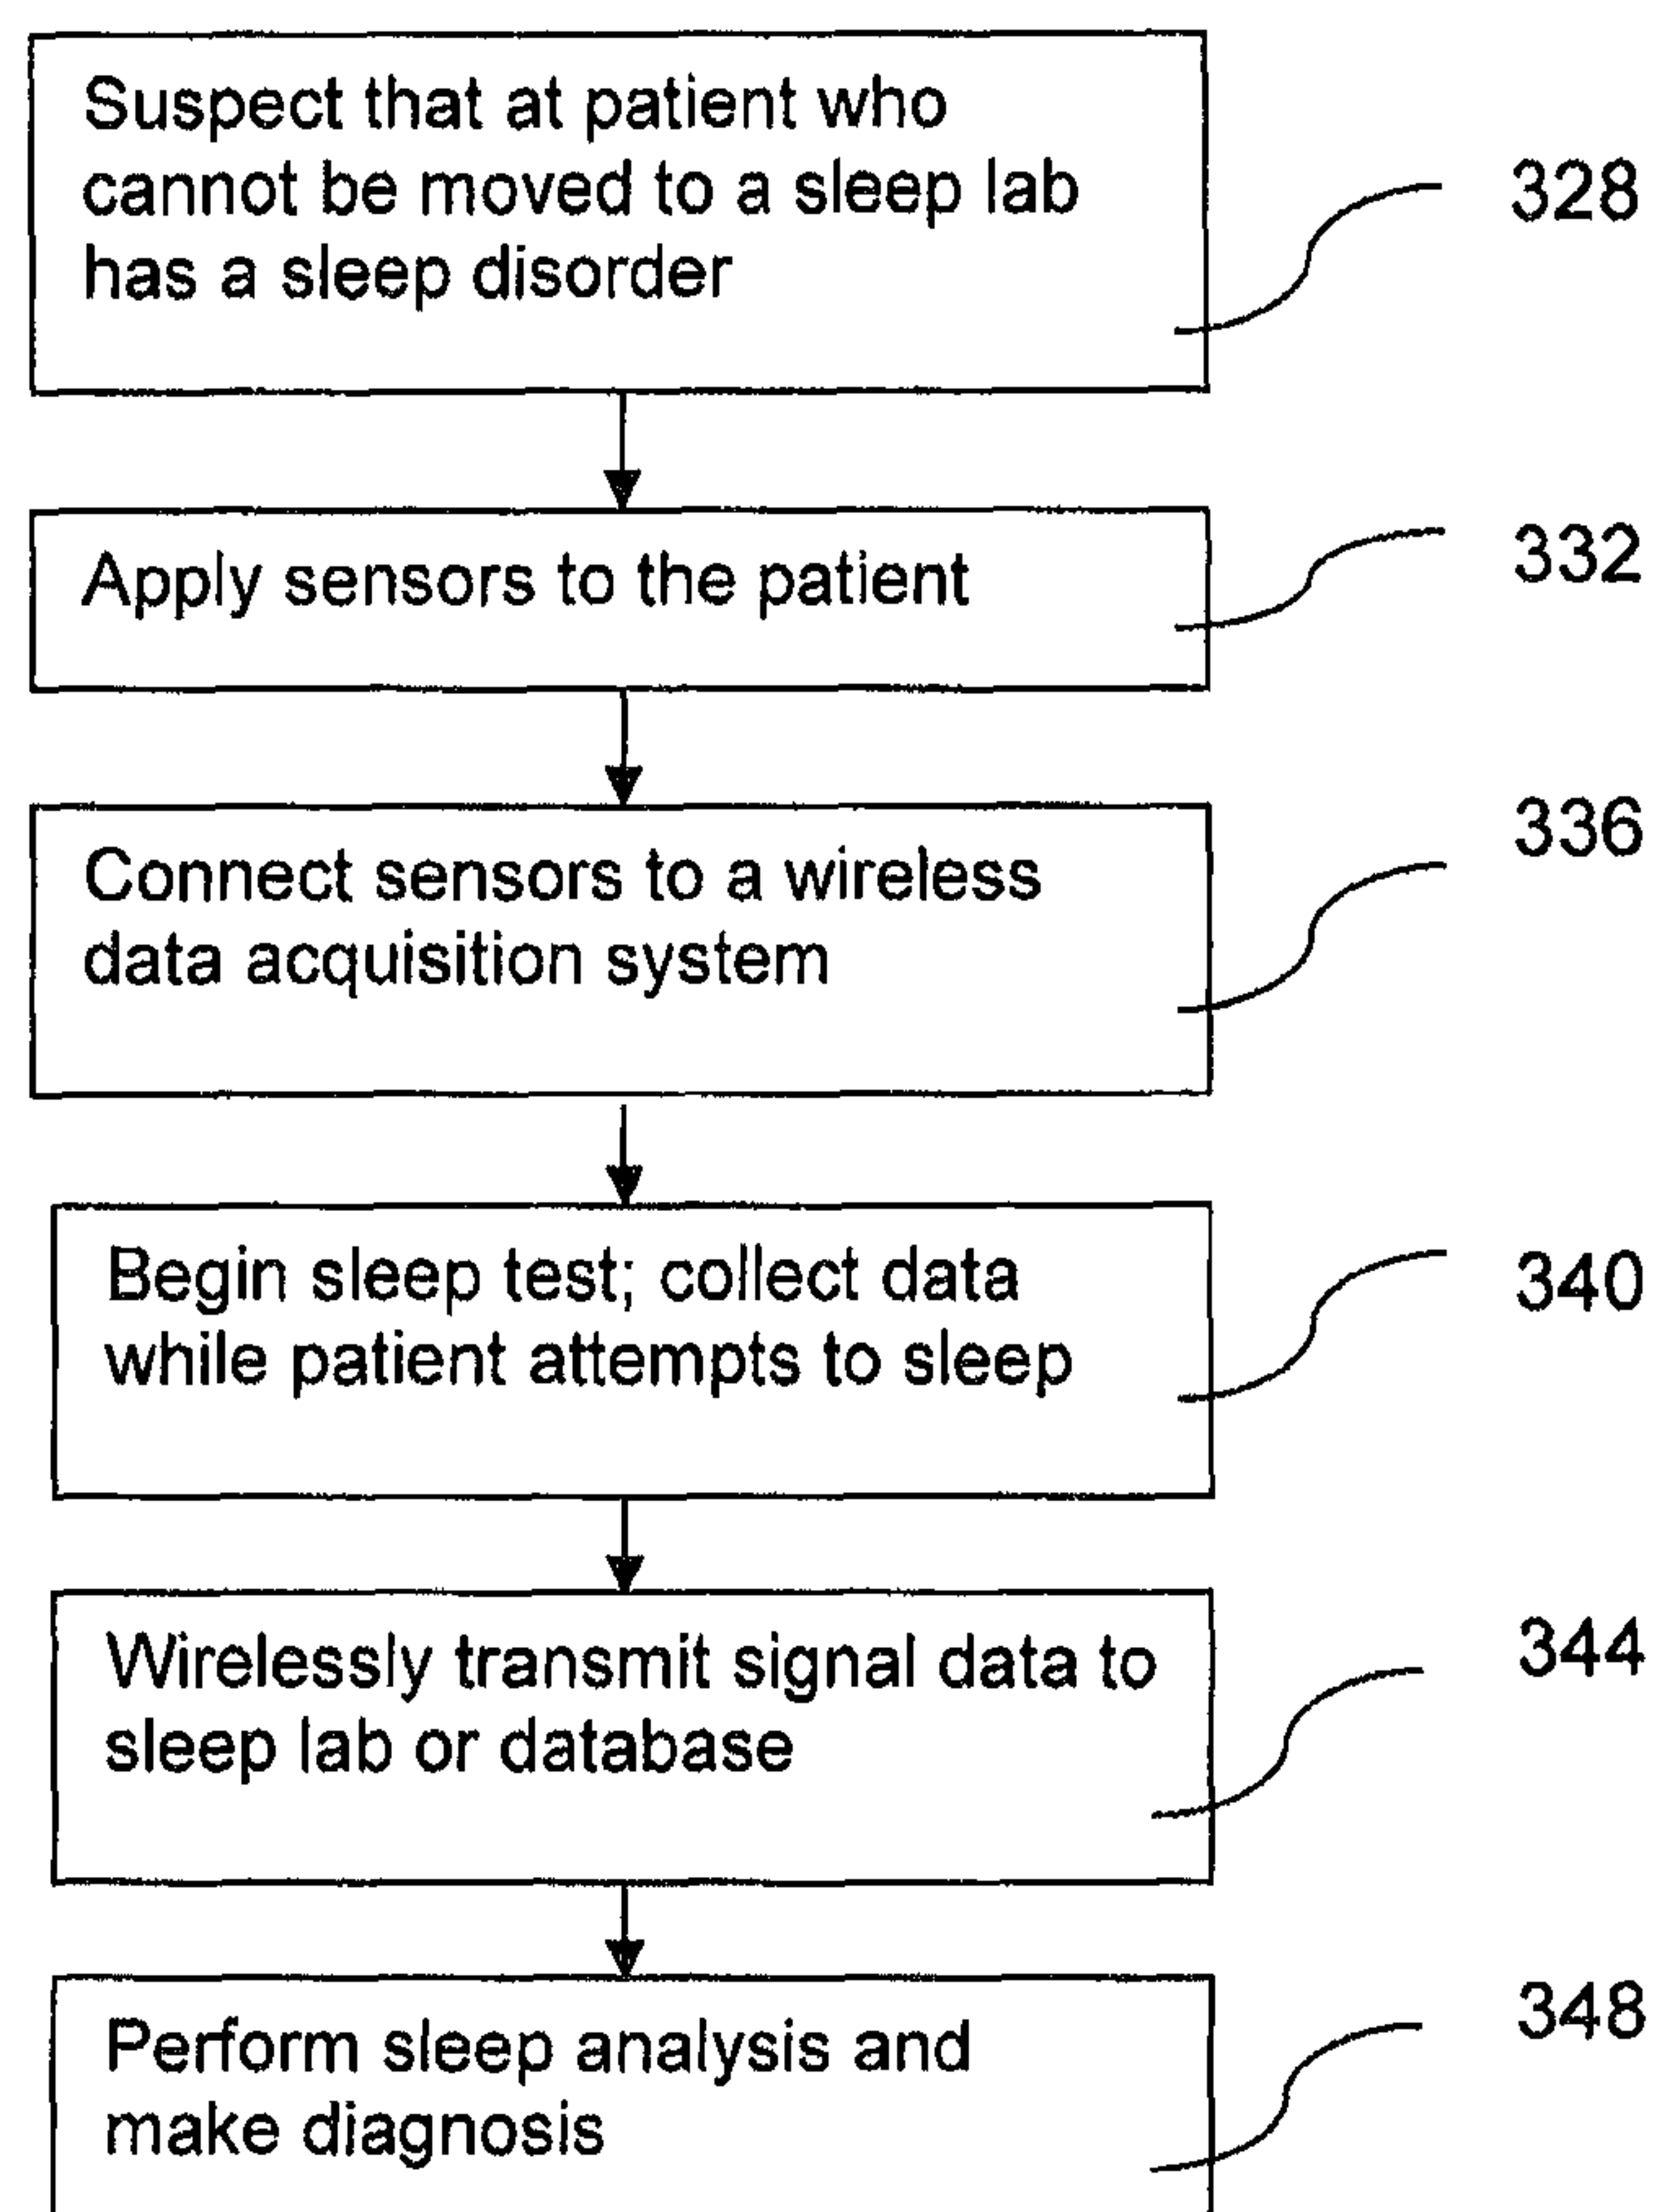 Suspect that at patient who
cannot be moved to a sleep lab
has a sleep disorder
328
Apply sensors to the patient
332
Connect sensors to a wireless
data acquisition system
336
Begin sleep test; collect data
while patient attempts to sleep
340
Wirelessly transmit signal data to
sleep lab or database
344
Perform sleep analysis and
make diagnosis
348